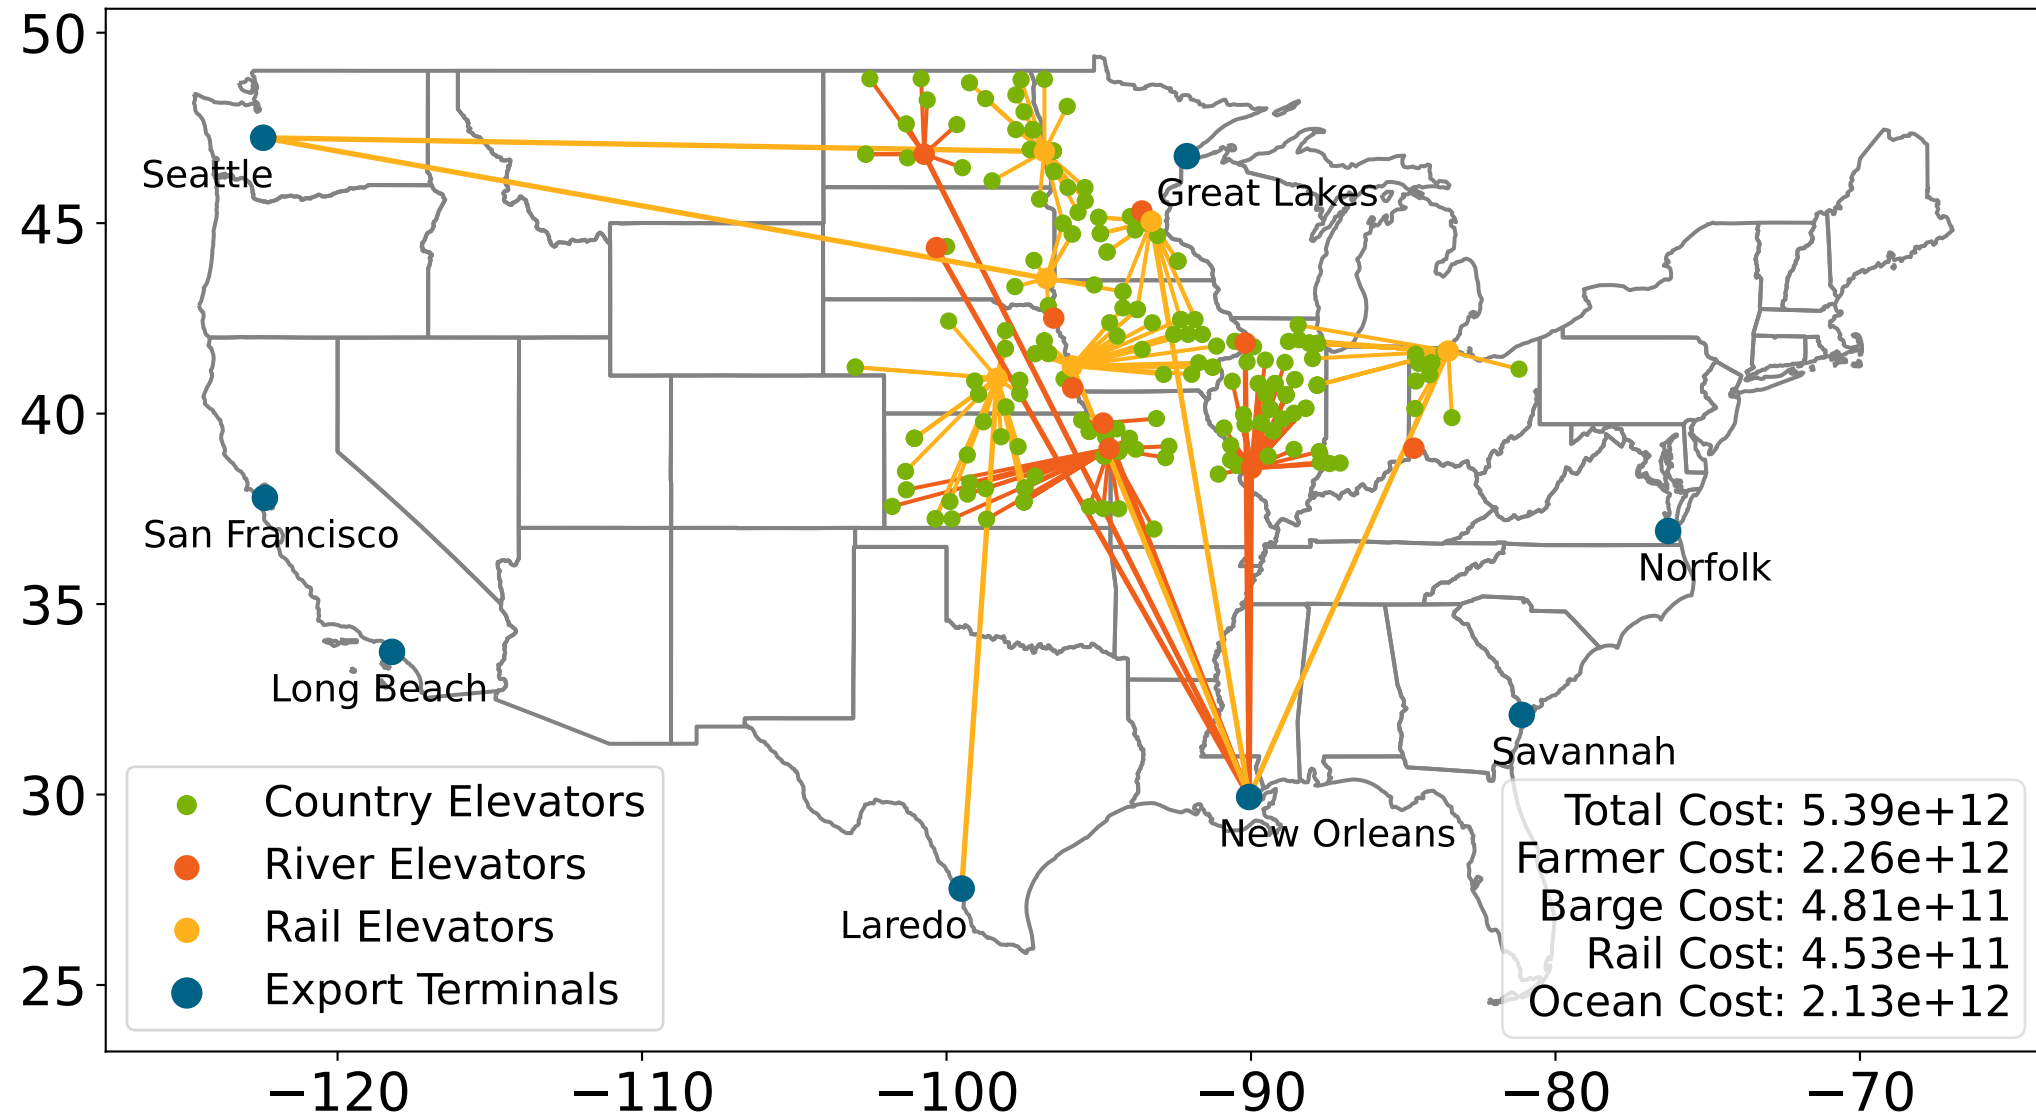 50
45
40
35
30
25
Seattle
Great Lakes
San Francisco
Norfolk
Long Beach
Savannah
New Orleans
Laredo
Country Elevators
River Elevators
Rail Elevators
Export Terminals
Total Cost: 5.39e+12
Farmer Cost: 2.26e+12
Barge Cost: 4.81e+11
Rail Cost: 4.53e+11
Ocean Cost: 2.13e+12
−120 −110 −100 −90 −80 −70